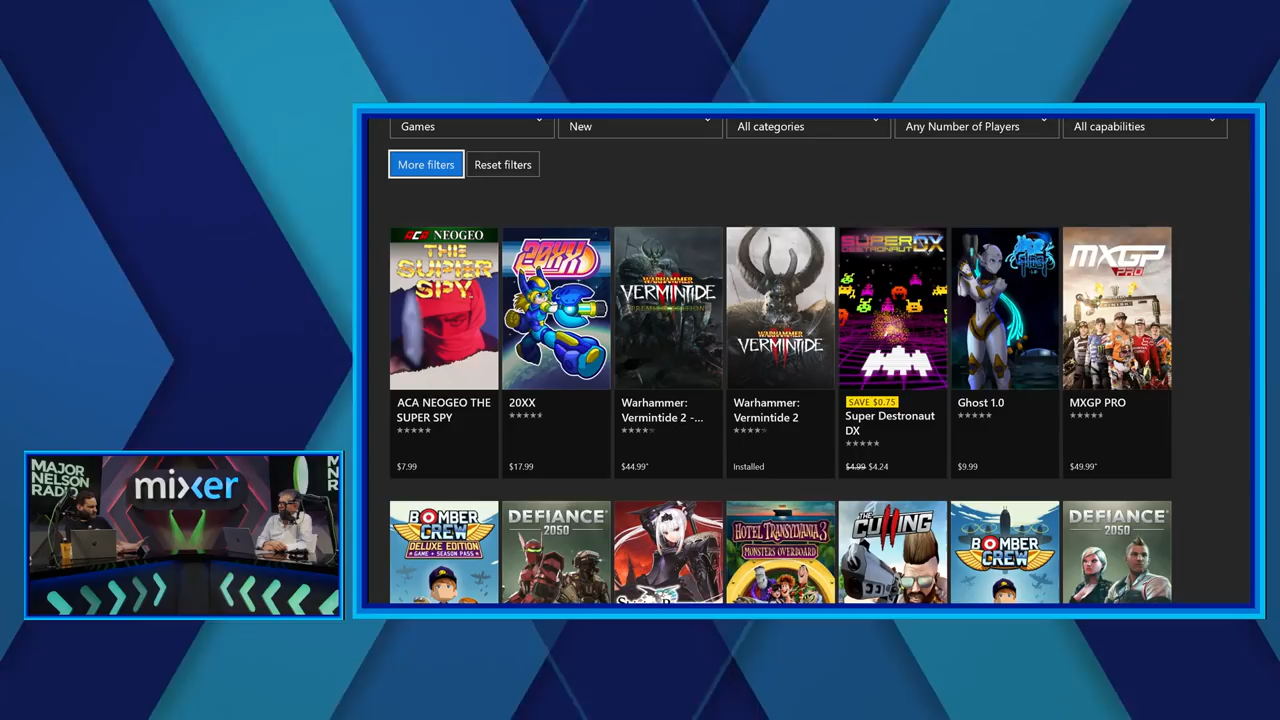 Games
New
All categories
Any Number of Players
All capabilities
More filters
Reset filters
ACA NEOGEO
THE
SUPER
SPY
20XX
WARHAMMER
VERMINTIDE
WARHAMMER
VERMINTIDE
SUPER
DESTRONAUT
DX
MXGP
PRO
ACA NEOGEO THE
SUPER SPY
$7.99
20XX
$17.99
Warhammer:
Vermintide 2 -...
$44.99*
Warhammer:
Vermintide 2
Installed
SAVE $0.75
Super Destronaut
DX
$4.99 $4.24
Ghost 1.0
$9.99
MXGP PRO
$49.99*
BOMBER
CREW
DELUXE EDITION
GAME + SEASON PASS
DEFIANCE
2050
HOTEL TRANSYLVANIA 3
MONSTERS OVERBOARD
THE
CULLING
BOMBER
CREW
DEFIANCE
2050
MAJOR
NELSON
RADIO
mixer
M
N
R